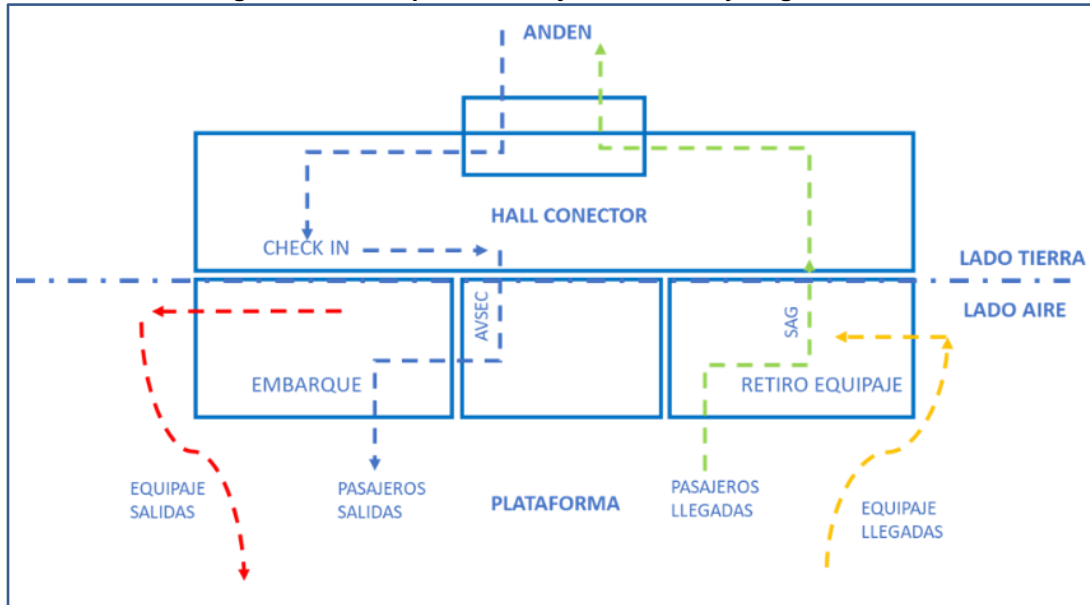 ANDEN
HALL CONECTOR
CHECK IN
LADO TIERRA
LADO AIRE
AVSEC
SAG
EMBARQUE
RETIRO EQUIPAJE
EQUIPAJE
SALIDAS
PASAJEROS
SALIDAS
PLATAFORMA
PASAJEROS
LLEGADAS
EQUIPAJE
LLEGADAS